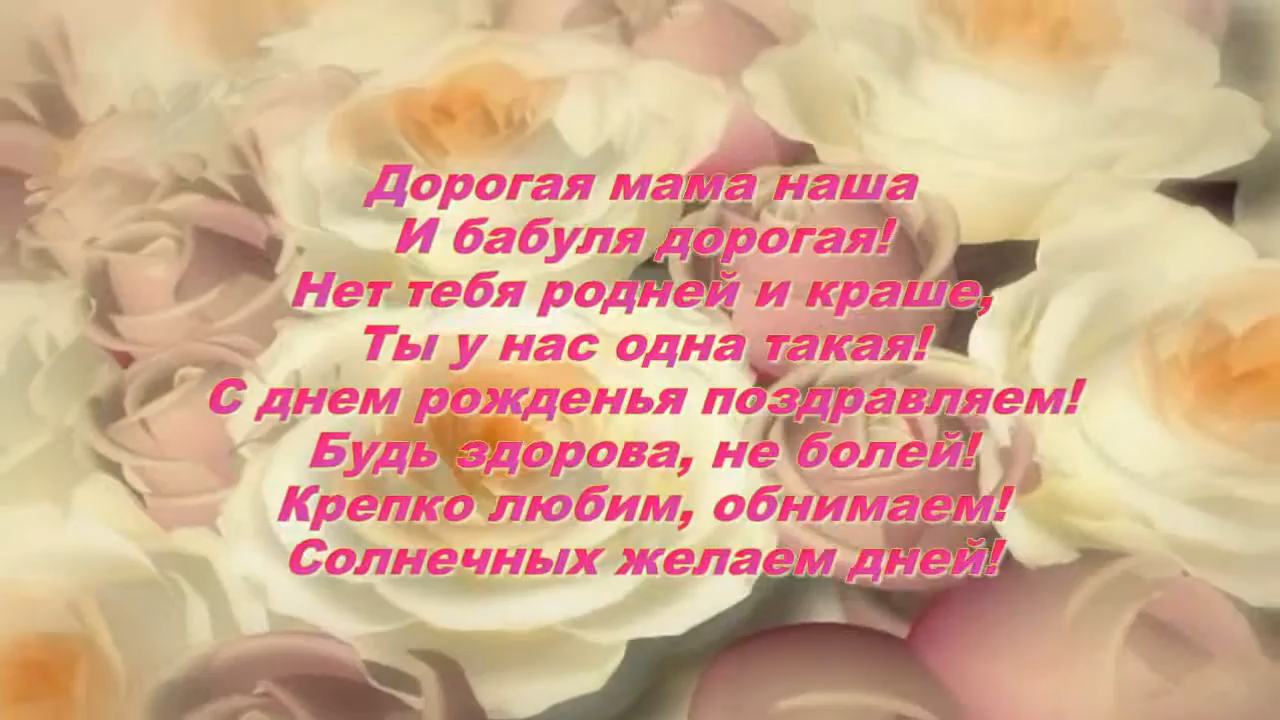 Дорогая мама наша
И бабуля дорогая!
Нет тебя родней и краше,
Ты у нас одна такая!
С днем рожденья поздравляем!
Будь здорова, не болей!
Крепко любим, обнимаем!
Солнечных желаем дней!